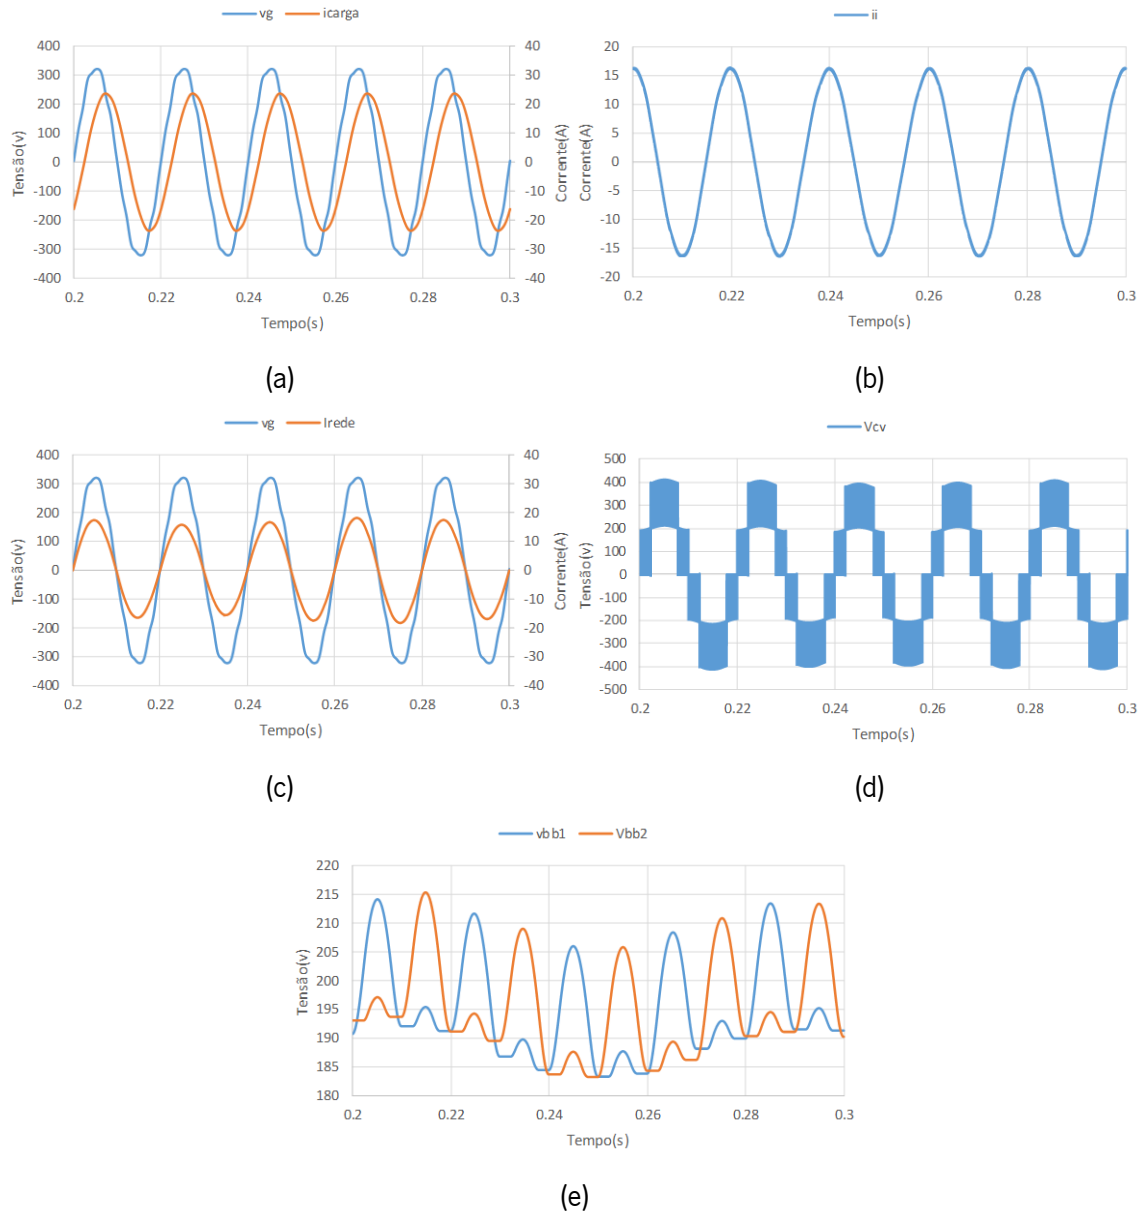 vg icarga
Tensão(v)
400
300
200
100
0
-100
-200
-300
-400
40
30
20
10
0
-10
-20
-30
-40
Corrente(A)
0.2 0.22 0.24 0.26 0.28 0.3
Tempo(s)
(a)
ii
Corrente(A)
20
15
10
5
0
-5
-10
-15
-20
0.2 0.22 0.24 0.26 0.28 0.3
Tempo(s)
(b)
vg Irede
Tensão(v)
400
300
200
100
0
-100
-200
-300
-400
40
30
20
10
0
-10
-20
-30
-40
Corrente(A)
0.2 0.22 0.24 0.26 0.28 0.3
Tempo(s)
(c)
Vcv
Tensão(v)
500
400
300
200
100
0
-100
-200
-300
-400
-500
0.2 0.22 0.24 0.26 0.28 0.3
Tempo(s)
(d)
vbb1 Vbb2
Tensão(v)
220
215
210
205
200
195
190
185
180
0.2 0.22 0.24 0.26 0.28 0.3
Tempo(s)
(e)